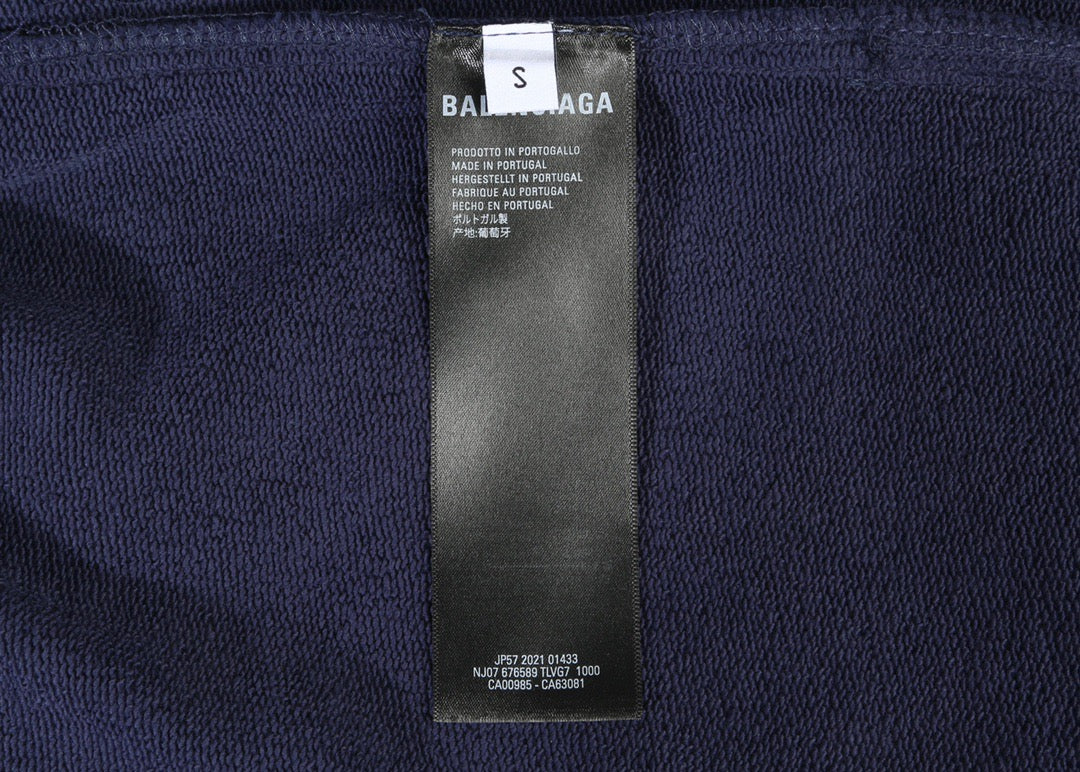 S
BALENCIAGA
PRODOTTO IN PORTOGALLO
MADE IN PORTUGAL
HERGESTELLT IN PORTUGAL
FABRIQUE AU PORTUGAL
HECHO EN PORTUGAL
ポルトガル製
产地:葡萄牙
JP57 2021 01433
NJ07 676589 TLVG7 1000
CA00985 - CA63081